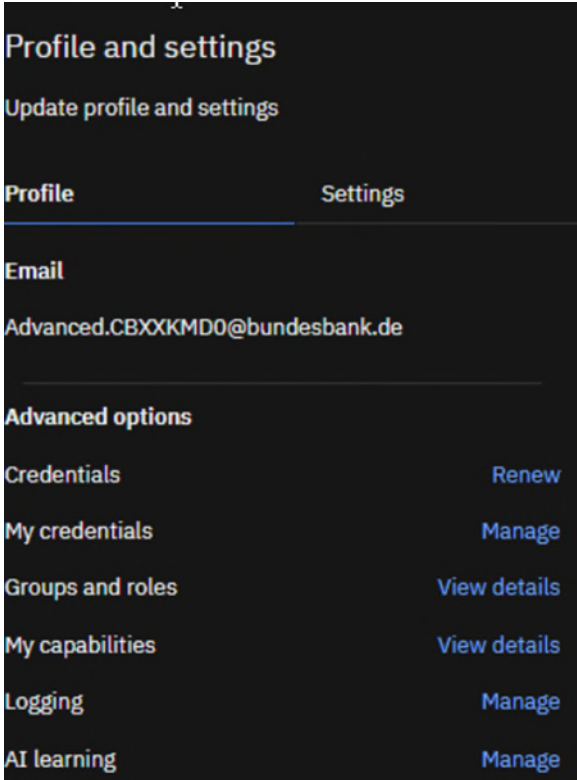 Profile and settings
Update profile and settings
Profile Settings
Email
Advanced.CBXXKMD0@bundesbank.de
Advanced options
Credentials Renew
My credentials Manage
Groups and roles View details
My capabilities View details
Logging Manage
AI learning Manage